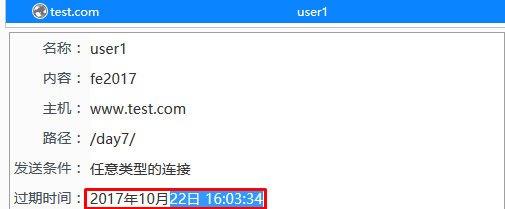 test.com user1
名称： user1
内容： fe2017
主机： www.test.com
路径： /day7/
发送条件： 任意类型的连接
过期时间： 2017年10月22日 16:03:34